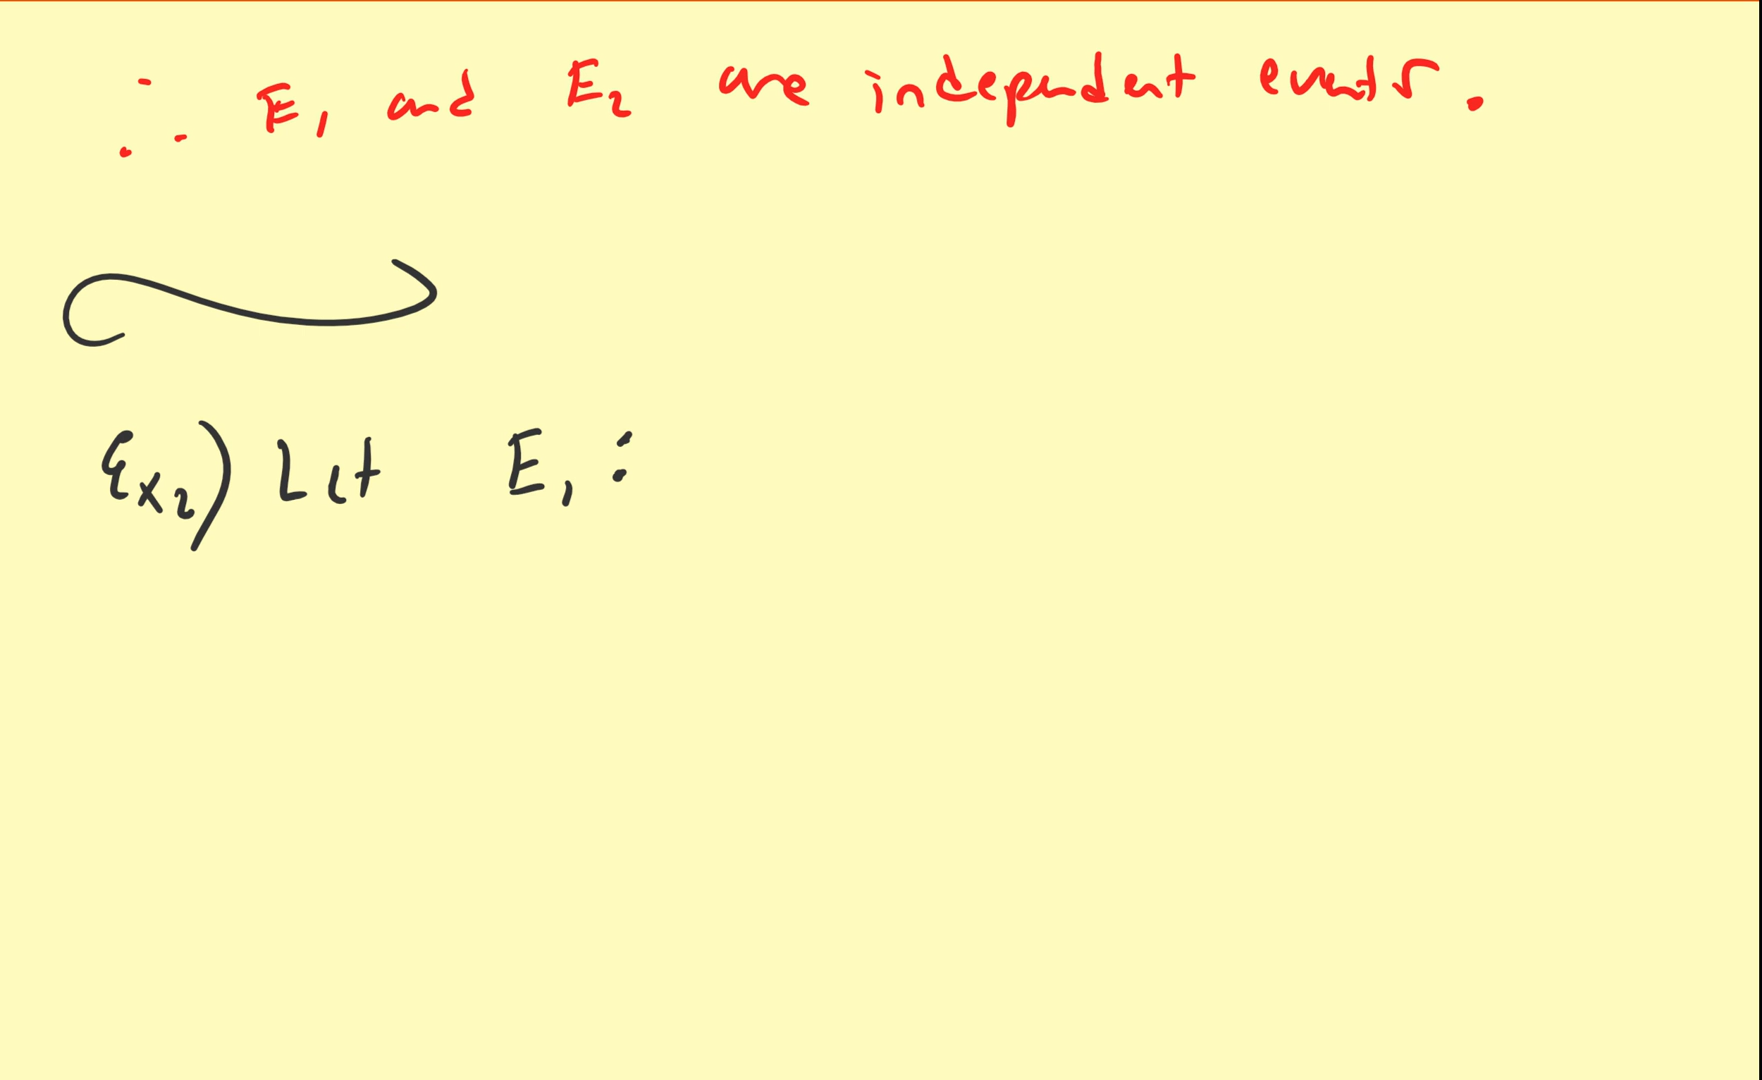 ∴ E₁ and E₂ are independent events.
Ex2) Let E₁ :